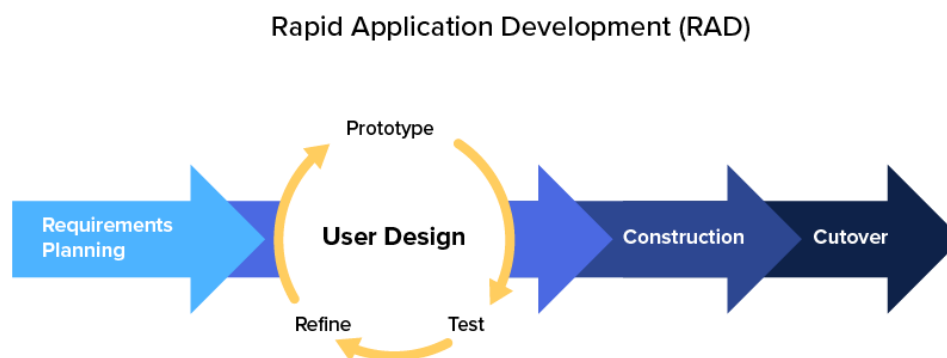 Rapid Application Development (RAD)
Prototype
Requirements
Planning
User Design
Construction
Cutover
Refine
Test